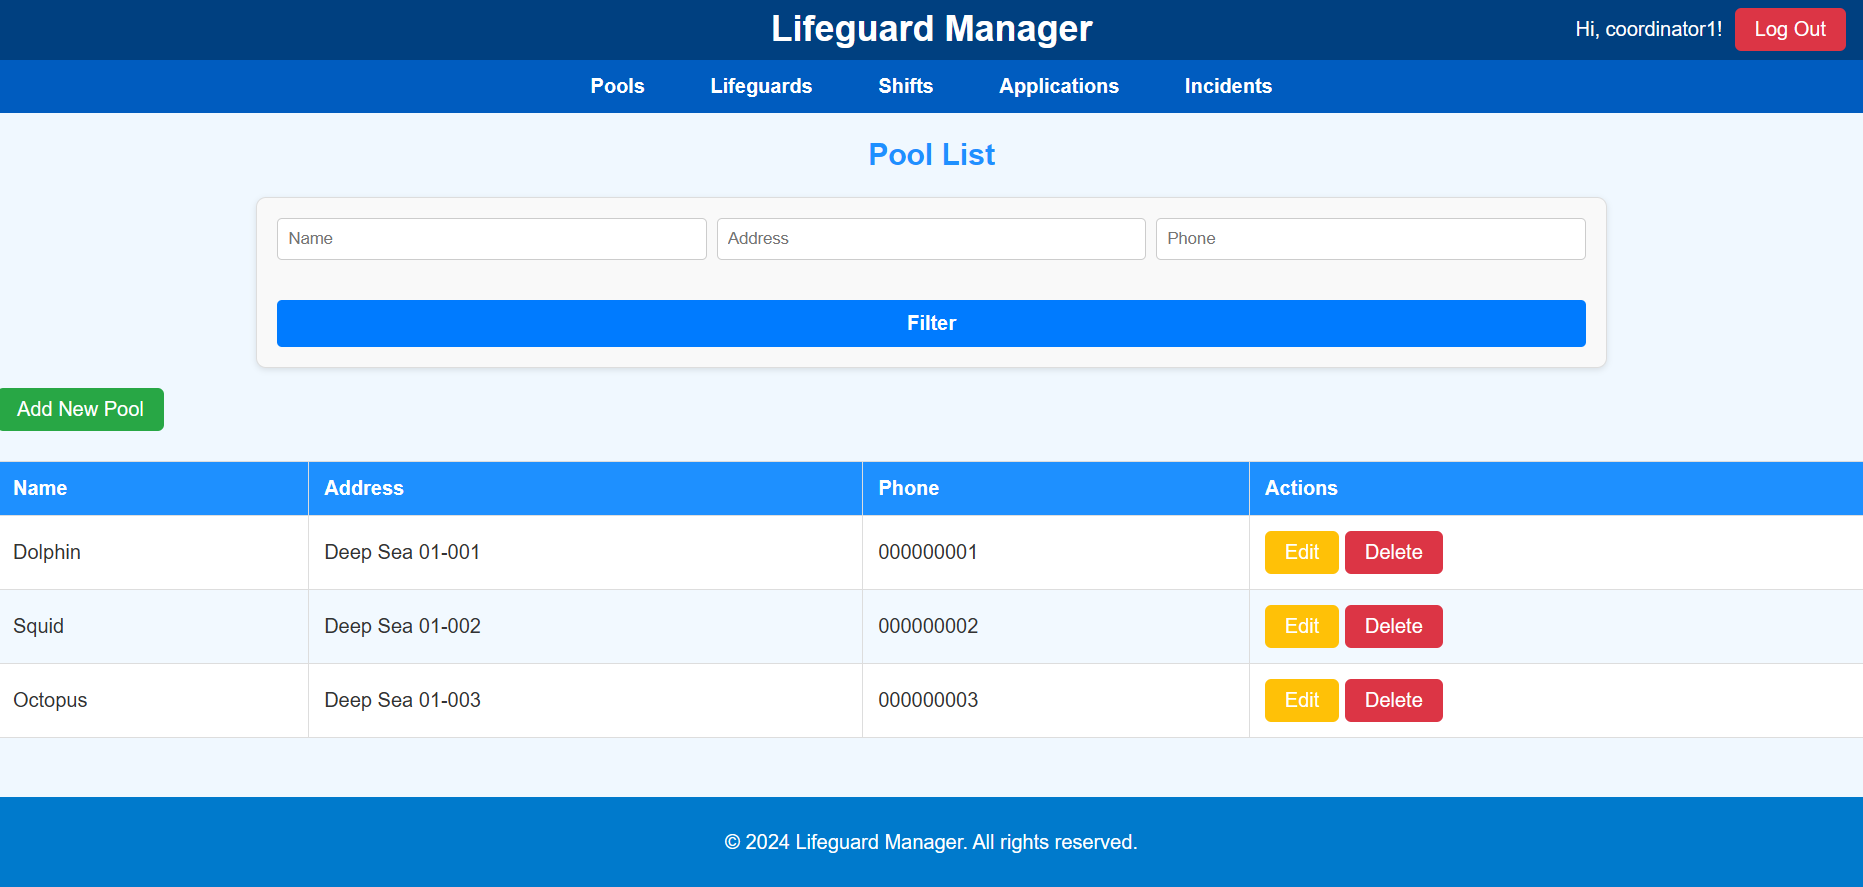 Lifeguard Manager
Hi, coordinator1! Log Out
Pools Lifeguards Shifts Applications Incidents
Pool List
Name Address Phone
Filter
Add New Pool
Name Address Phone Actions
Dolphin Deep Sea 01-001 000000001 Edit Delete
Squid Deep Sea 01-002 000000002 Edit Delete
Octopus Deep Sea 01-003 000000003 Edit Delete
© 2024 Lifeguard Manager. All rights reserved.